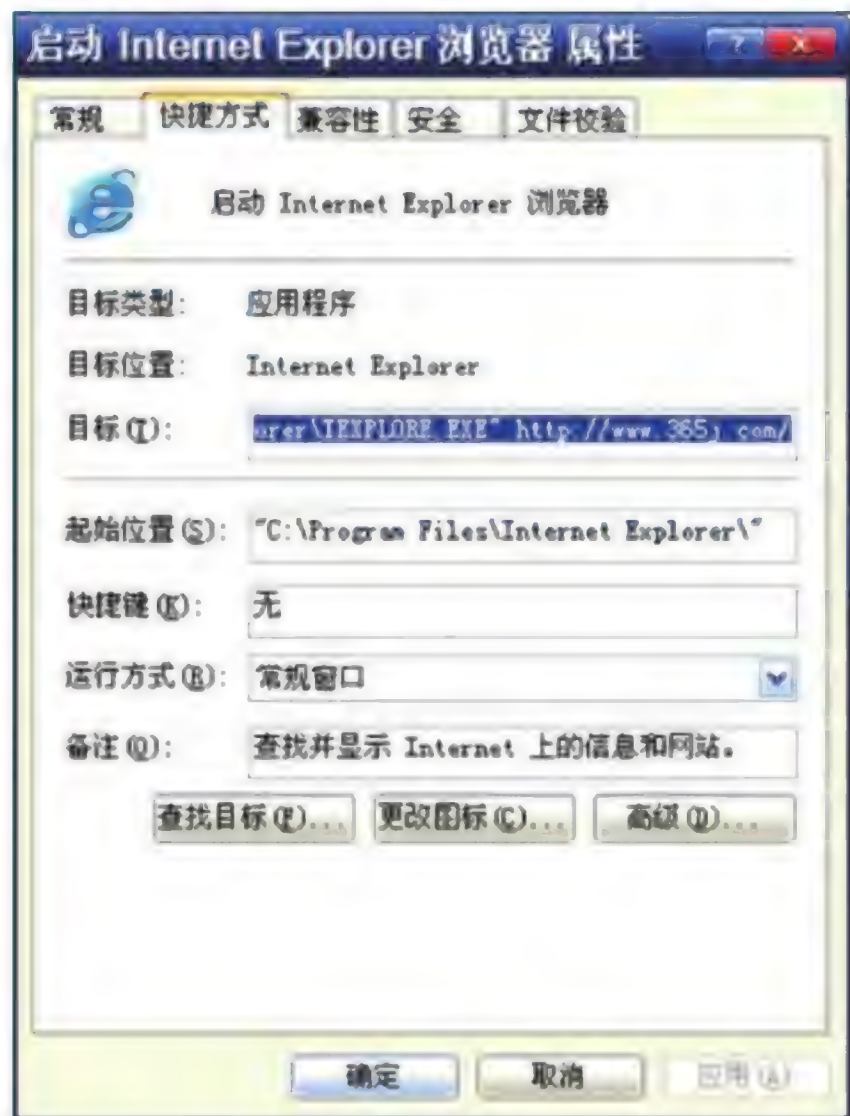 启动 Internet Explorer 浏览器 属性
? X
常规 快捷方式 兼容性 安全 文件校验
启动 Internet Explorer 浏览器
目标类型: 应用程序
目标位置: Internet Explorer
目标(T): orer\IEXPLORE.EXE" http://www.365j.com/
起始位置(S): "C:\Program Files\Internet Explorer\"
快捷键(K): 无
运行方式(R): 常规窗口
备注(O): 查找并显示 Internet 上的信息和网站。
查找目标(F)... 更改图标(C)... 高级(D)...
确定 取消 应用(A)